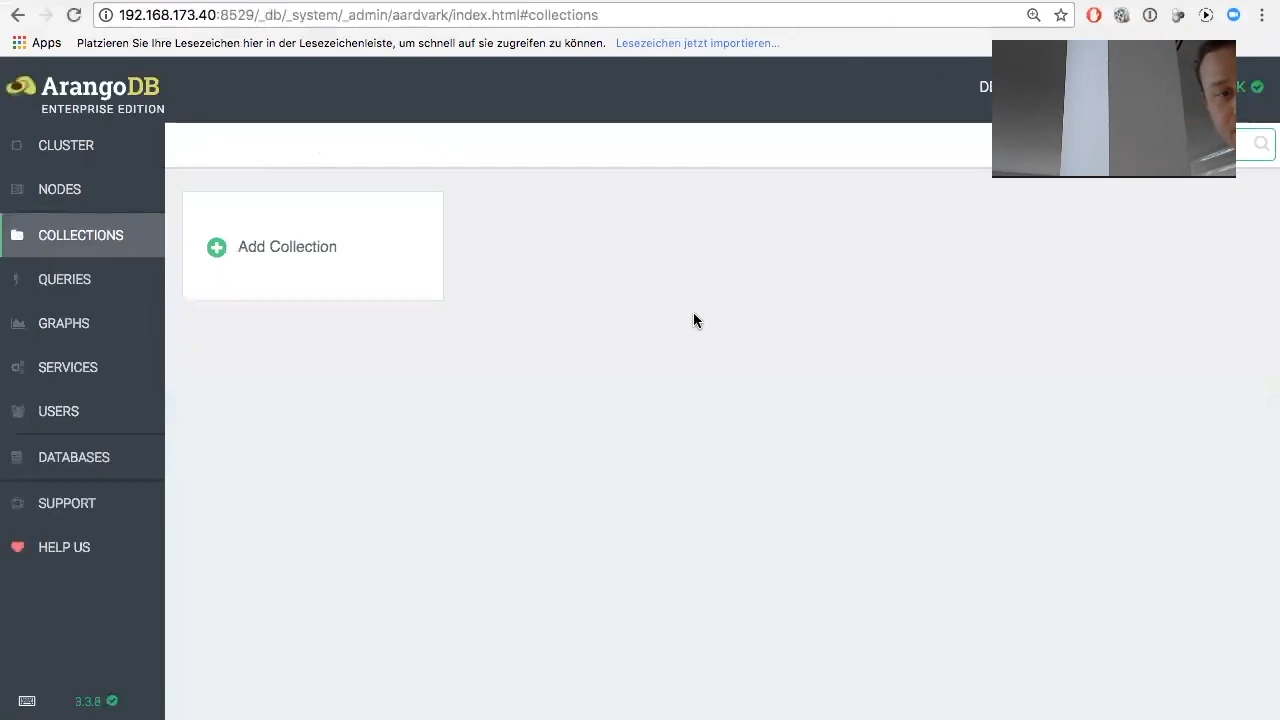 192.168.173.40:8529/_db/_system/_admin/aardvark/index.html#collections
Apps Platzieren Sie Ihre Lesezeichen hier in der Lesezeichenleiste, um schnell auf sie zugreifen zu können. Lesezeichen jetzt importieren...
ArangoDB
ENTERPRISE EDITION
CLUSTER
NODES
COLLECTIONS
QUERIES
GRAPHS
SERVICES
USERS
DATABASES
SUPPORT
HELP US
3.3.8
Add Collection